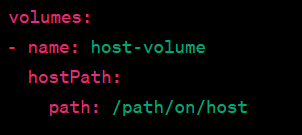 volumes:
- name: host-volume
  hostPath:
    path: /path/on/host